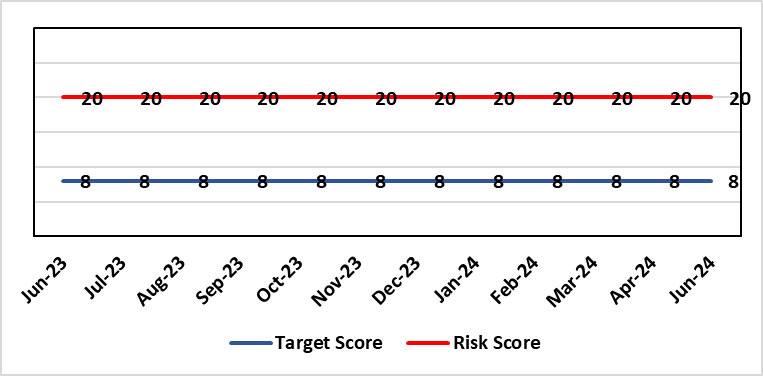 20 20 20 20 20 20 20 20 20 20 20 20
8 8 8 8 8 8 8 8 8 8 8 8
Jun-23 Jul-23 Aug-23 Sep-23 Oct-23 Nov-23 Dec-23 Jan-24 Feb-24 Mar-24 Apr-24 Jun-24
Target Score Risk Score